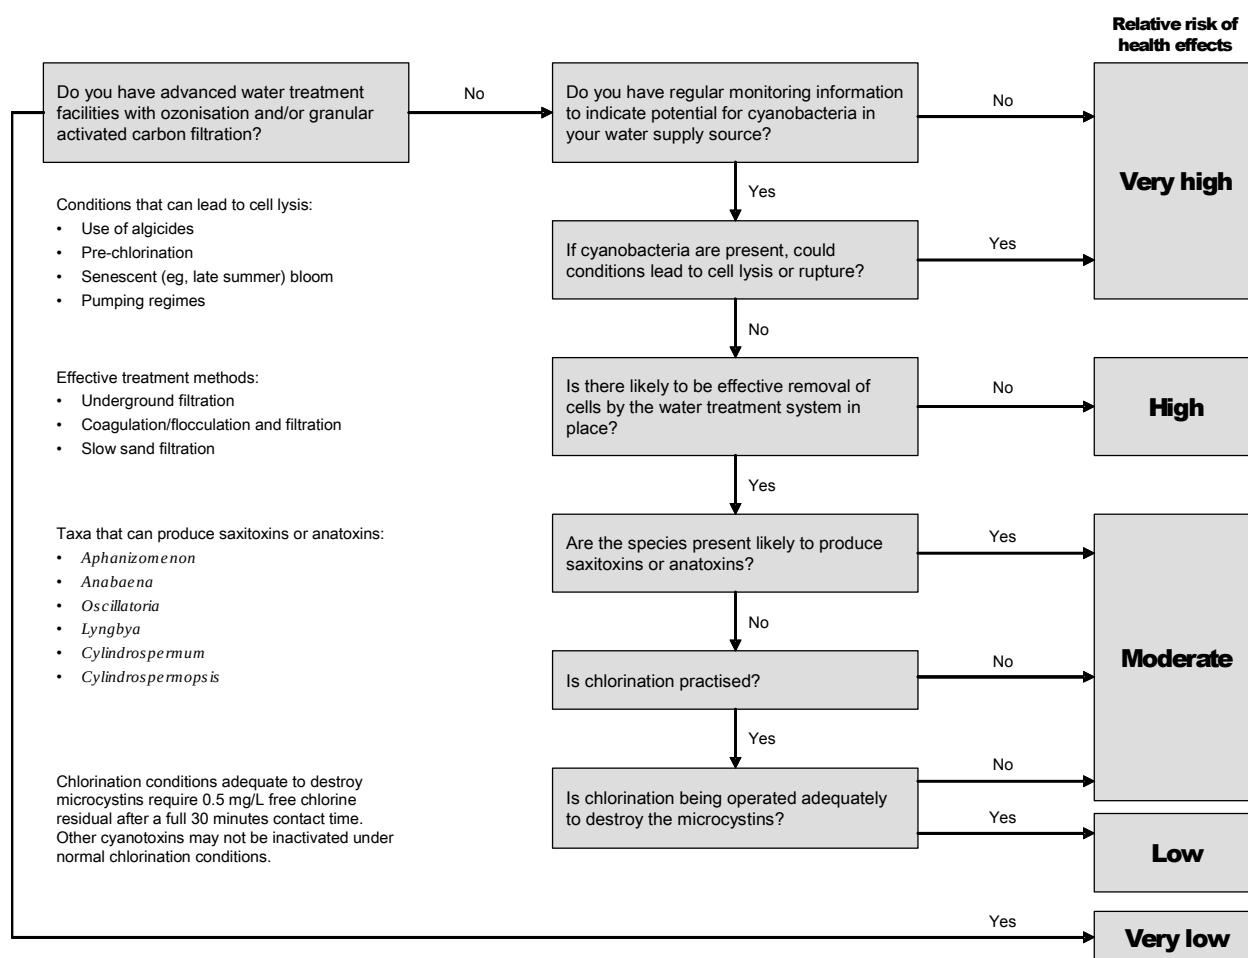 Relative risk of
health effects
Do you have advanced water treatment
facilities with ozonisation and/or granular
activated carbon filtration?
No
Do you have regular monitoring information
to indicate potential for cyanobacteria in
your water supply source?
No
Very high
Yes
Conditions that can lead to cell lysis:
• Use of algicides
• Pre-chlorination
• Senescent (eg, late summer) bloom
• Pumping regimes
If cyanobacteria are present, could
conditions lead to cell lysis or rupture?
Yes
No
Effective treatment methods:
• Underground filtration
• Coagulation/flocculation and filtration
• Slow sand filtration
Is there likely to be effective removal of
cells by the water treatment system in
place?
No
High
Yes
Taxa that can produce saxitoxins or anatoxins:
• Aphanizomenon
• Anabaena
• Oscillatoria
• Lyngbya
• Cylindrospermum
• Cylindrospermopsis
Are the species present likely to produce
saxitoxins or anatoxins?
Yes
Moderate
No
Is chlorination practised?
No
Yes
Chlorination conditions adequate to destroy
microcystins require 0.5 mg/L free chlorine
residual after a full 30 minutes contact time.
Other cyanotoxins may not be inactivated under
normal chlorination conditions.
Is chlorination being operated adequately
to destroy the microcystins?
No
Yes
Low
Yes
Very low